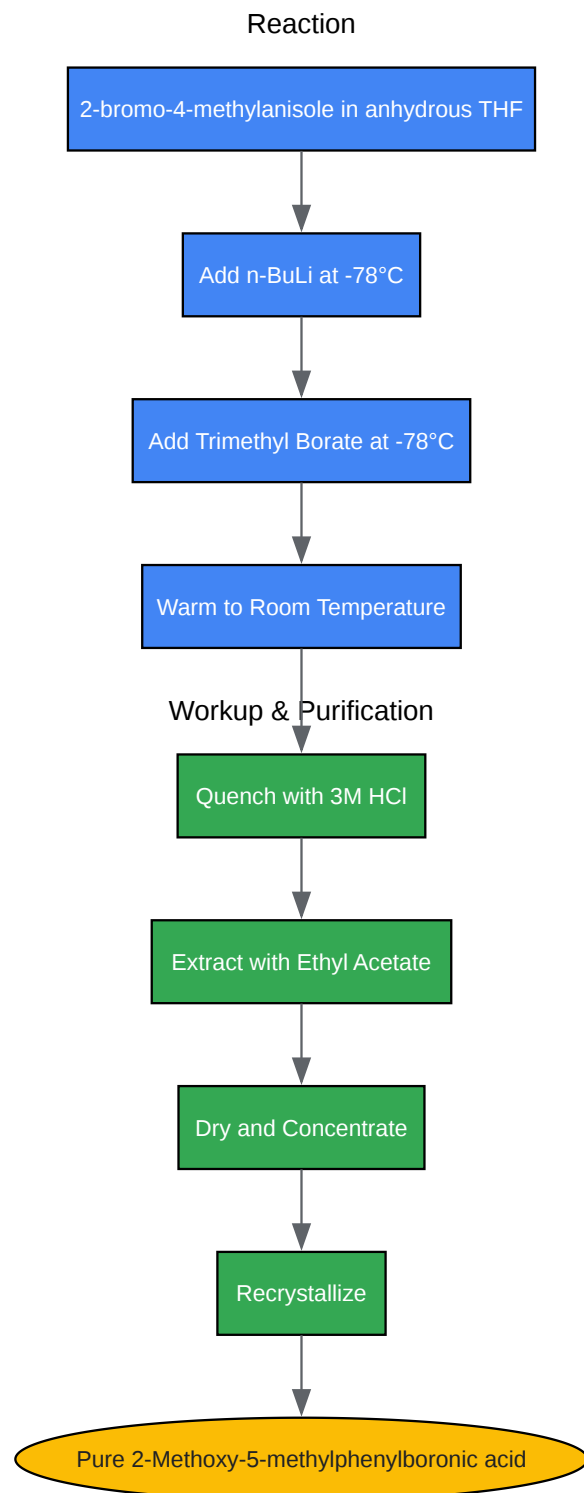 Reaction
2-bromo-4-methylanisole in anhydrous THF
Add n-BuLi at -78°C
Add Trimethyl Borate at -78°C
Warm to Room Temperature
Workup & Purification
Quench with 3M HCl
Extract with Ethyl Acetate
Dry and Concentrate
Recrystallize
Pure 2-Methoxy-5-methylphenylboronic acid